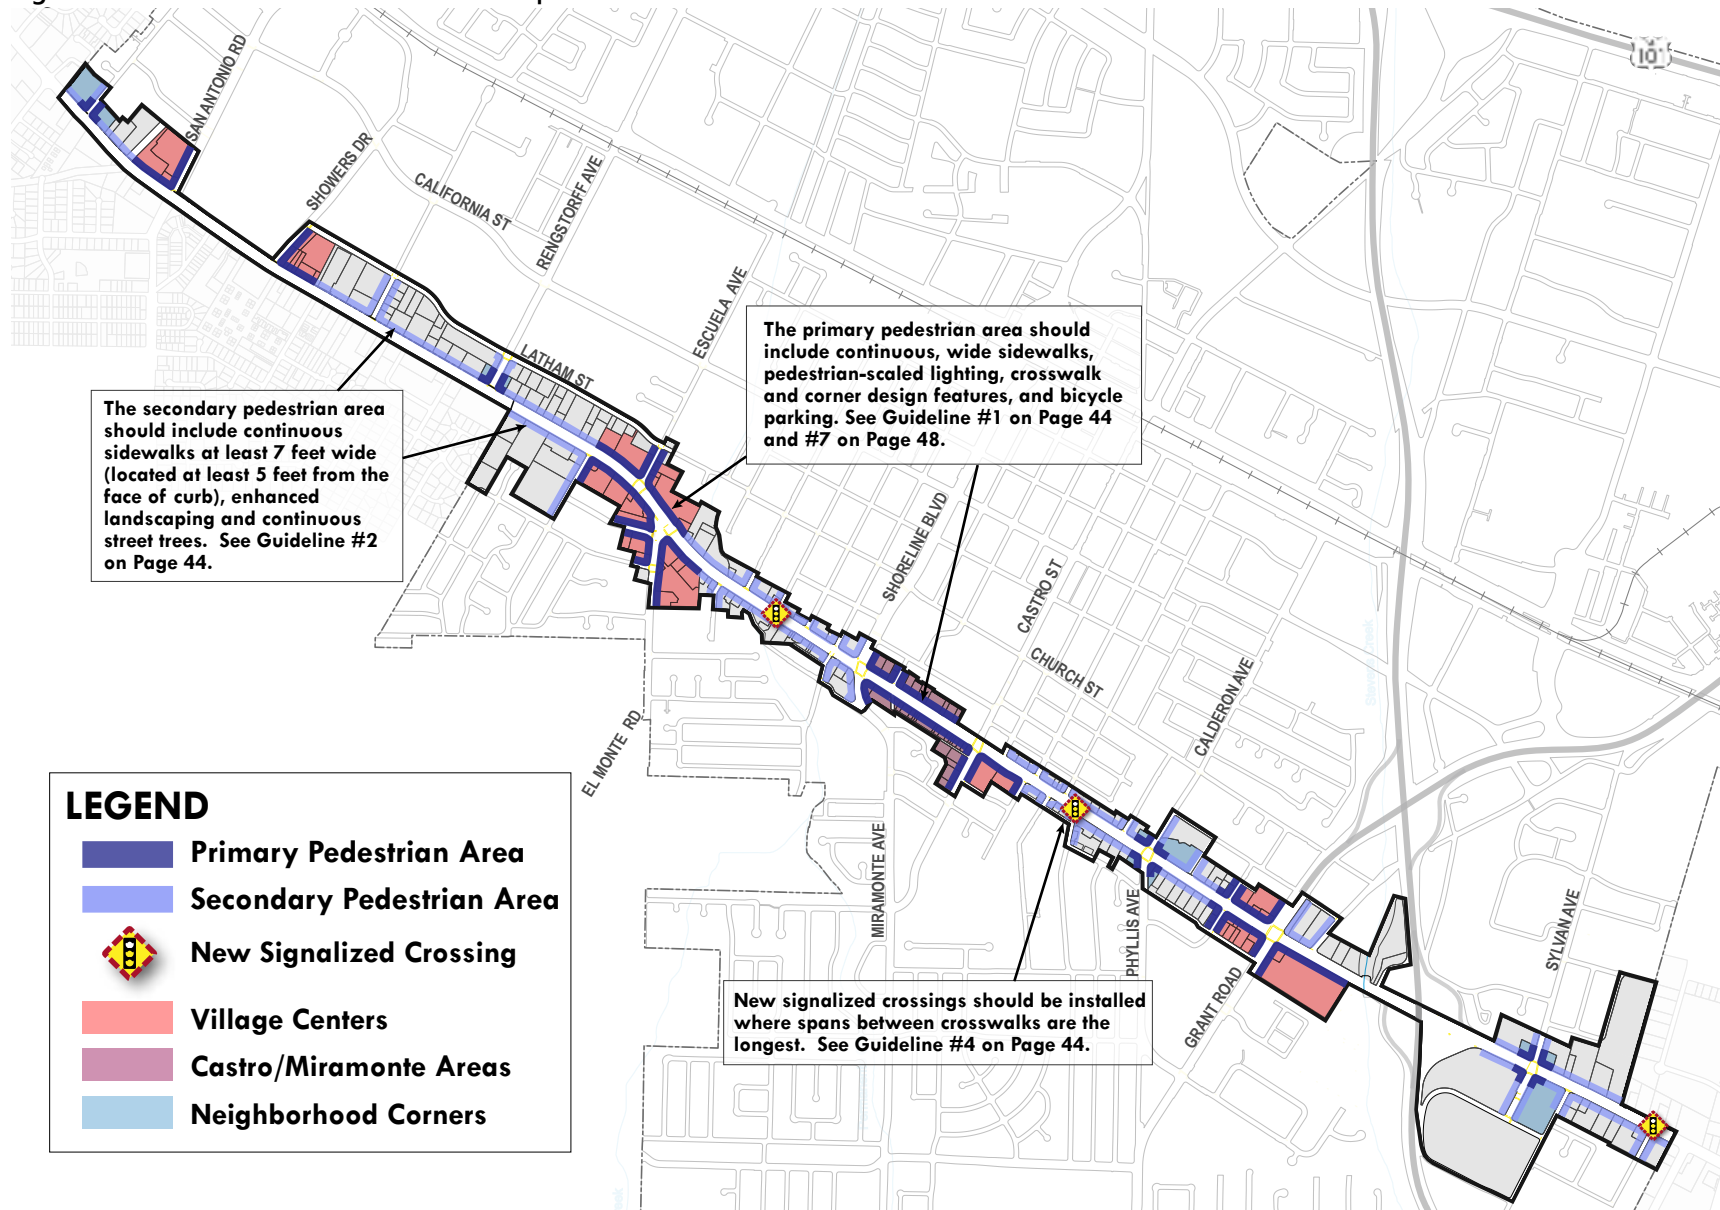 101
SAN ANTONIO RD
SHOWERS DR
CALIFORNIA ST
RENGSTORFF AVE
ESCUELA AVE
LATHAM ST
The primary pedestrian area should
include continuous, wide sidewalks,
pedestrian-scaled lighting, crosswalk
and corner design features, and bicycle
parking. See Guideline #1 on Page 44
and #7 on Page 48.
The secondary pedestrian area
should include continuous
sidewalks at least 7 feet wide
(located at least 5 feet from the
face of curb), enhanced
landscaping and continuous
street trees. See Guideline #2
on Page 44.
SHORELINE BLVD
CASTRO ST
CHURCH ST
CALDERON AVE
EL MONTE RD
MIRAMONTE AVE
PHYLLIS AVE
GRANT ROAD
SYLVAN AVE
New signalized crossings should be installed
where spans between crosswalks are the
longest. See Guideline #4 on Page 44.
LEGEND
Primary Pedestrian Area
Secondary Pedestrian Area
New Signalized Crossing
Village Centers
Castro/Miramonte Areas
Neighborhood Corners